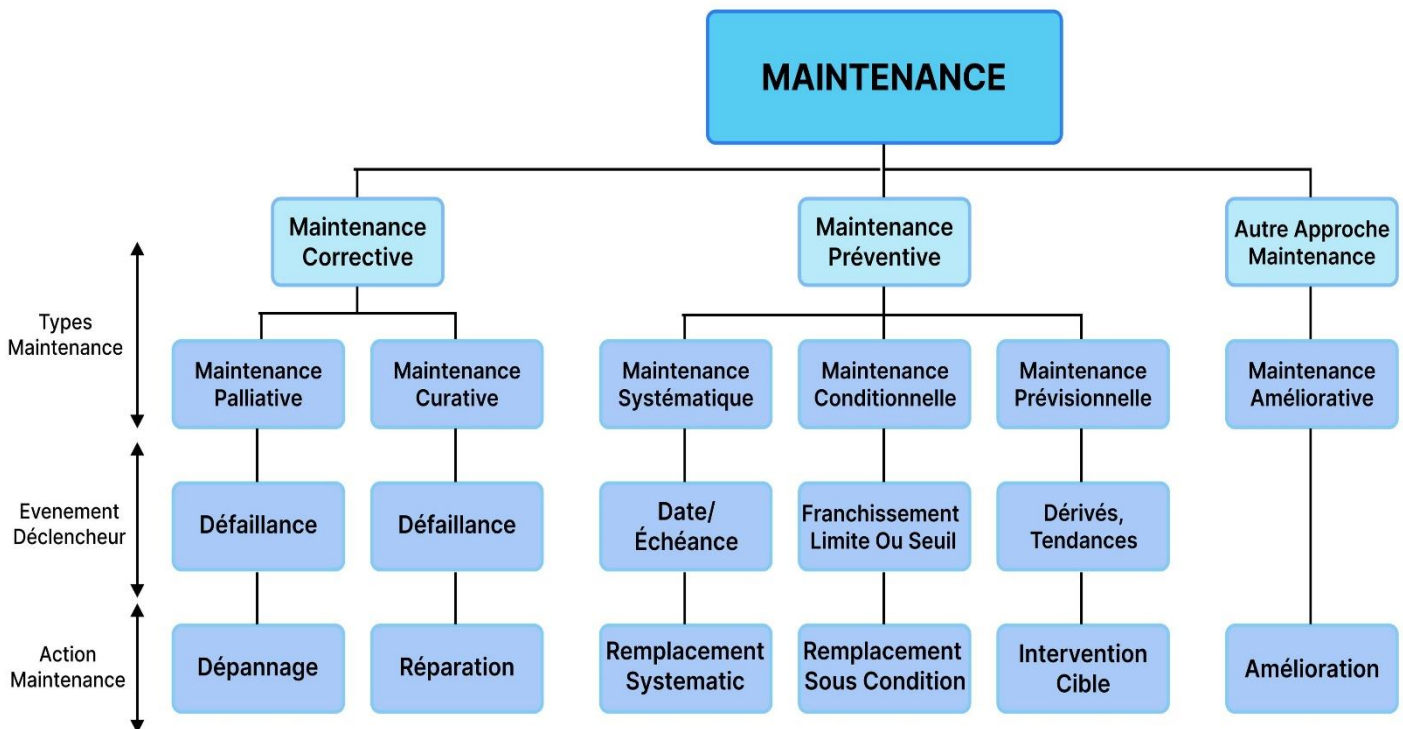 MAINTENANCE
Maintenance
Corrective
Maintenance
Préventive
Autre Approche
Maintenance
Types
Maintenance
Maintenance
Palliative
Maintenance
Curative
Maintenance
Systématique
Maintenance
Conditionnelle
Maintenance
Prévisionnelle
Maintenance
Améliorative
Evenement
Déclencheur
Défaillance
Défaillance
Date/
Échéance
Franchissement
Limite Ou Seuil
Dérivés,
Tendances
Action
Maintenance
Dépannage
Réparation
Remplacement
Systematic
Remplacement
Sous Condition
Intervention
Cible
Amélioration